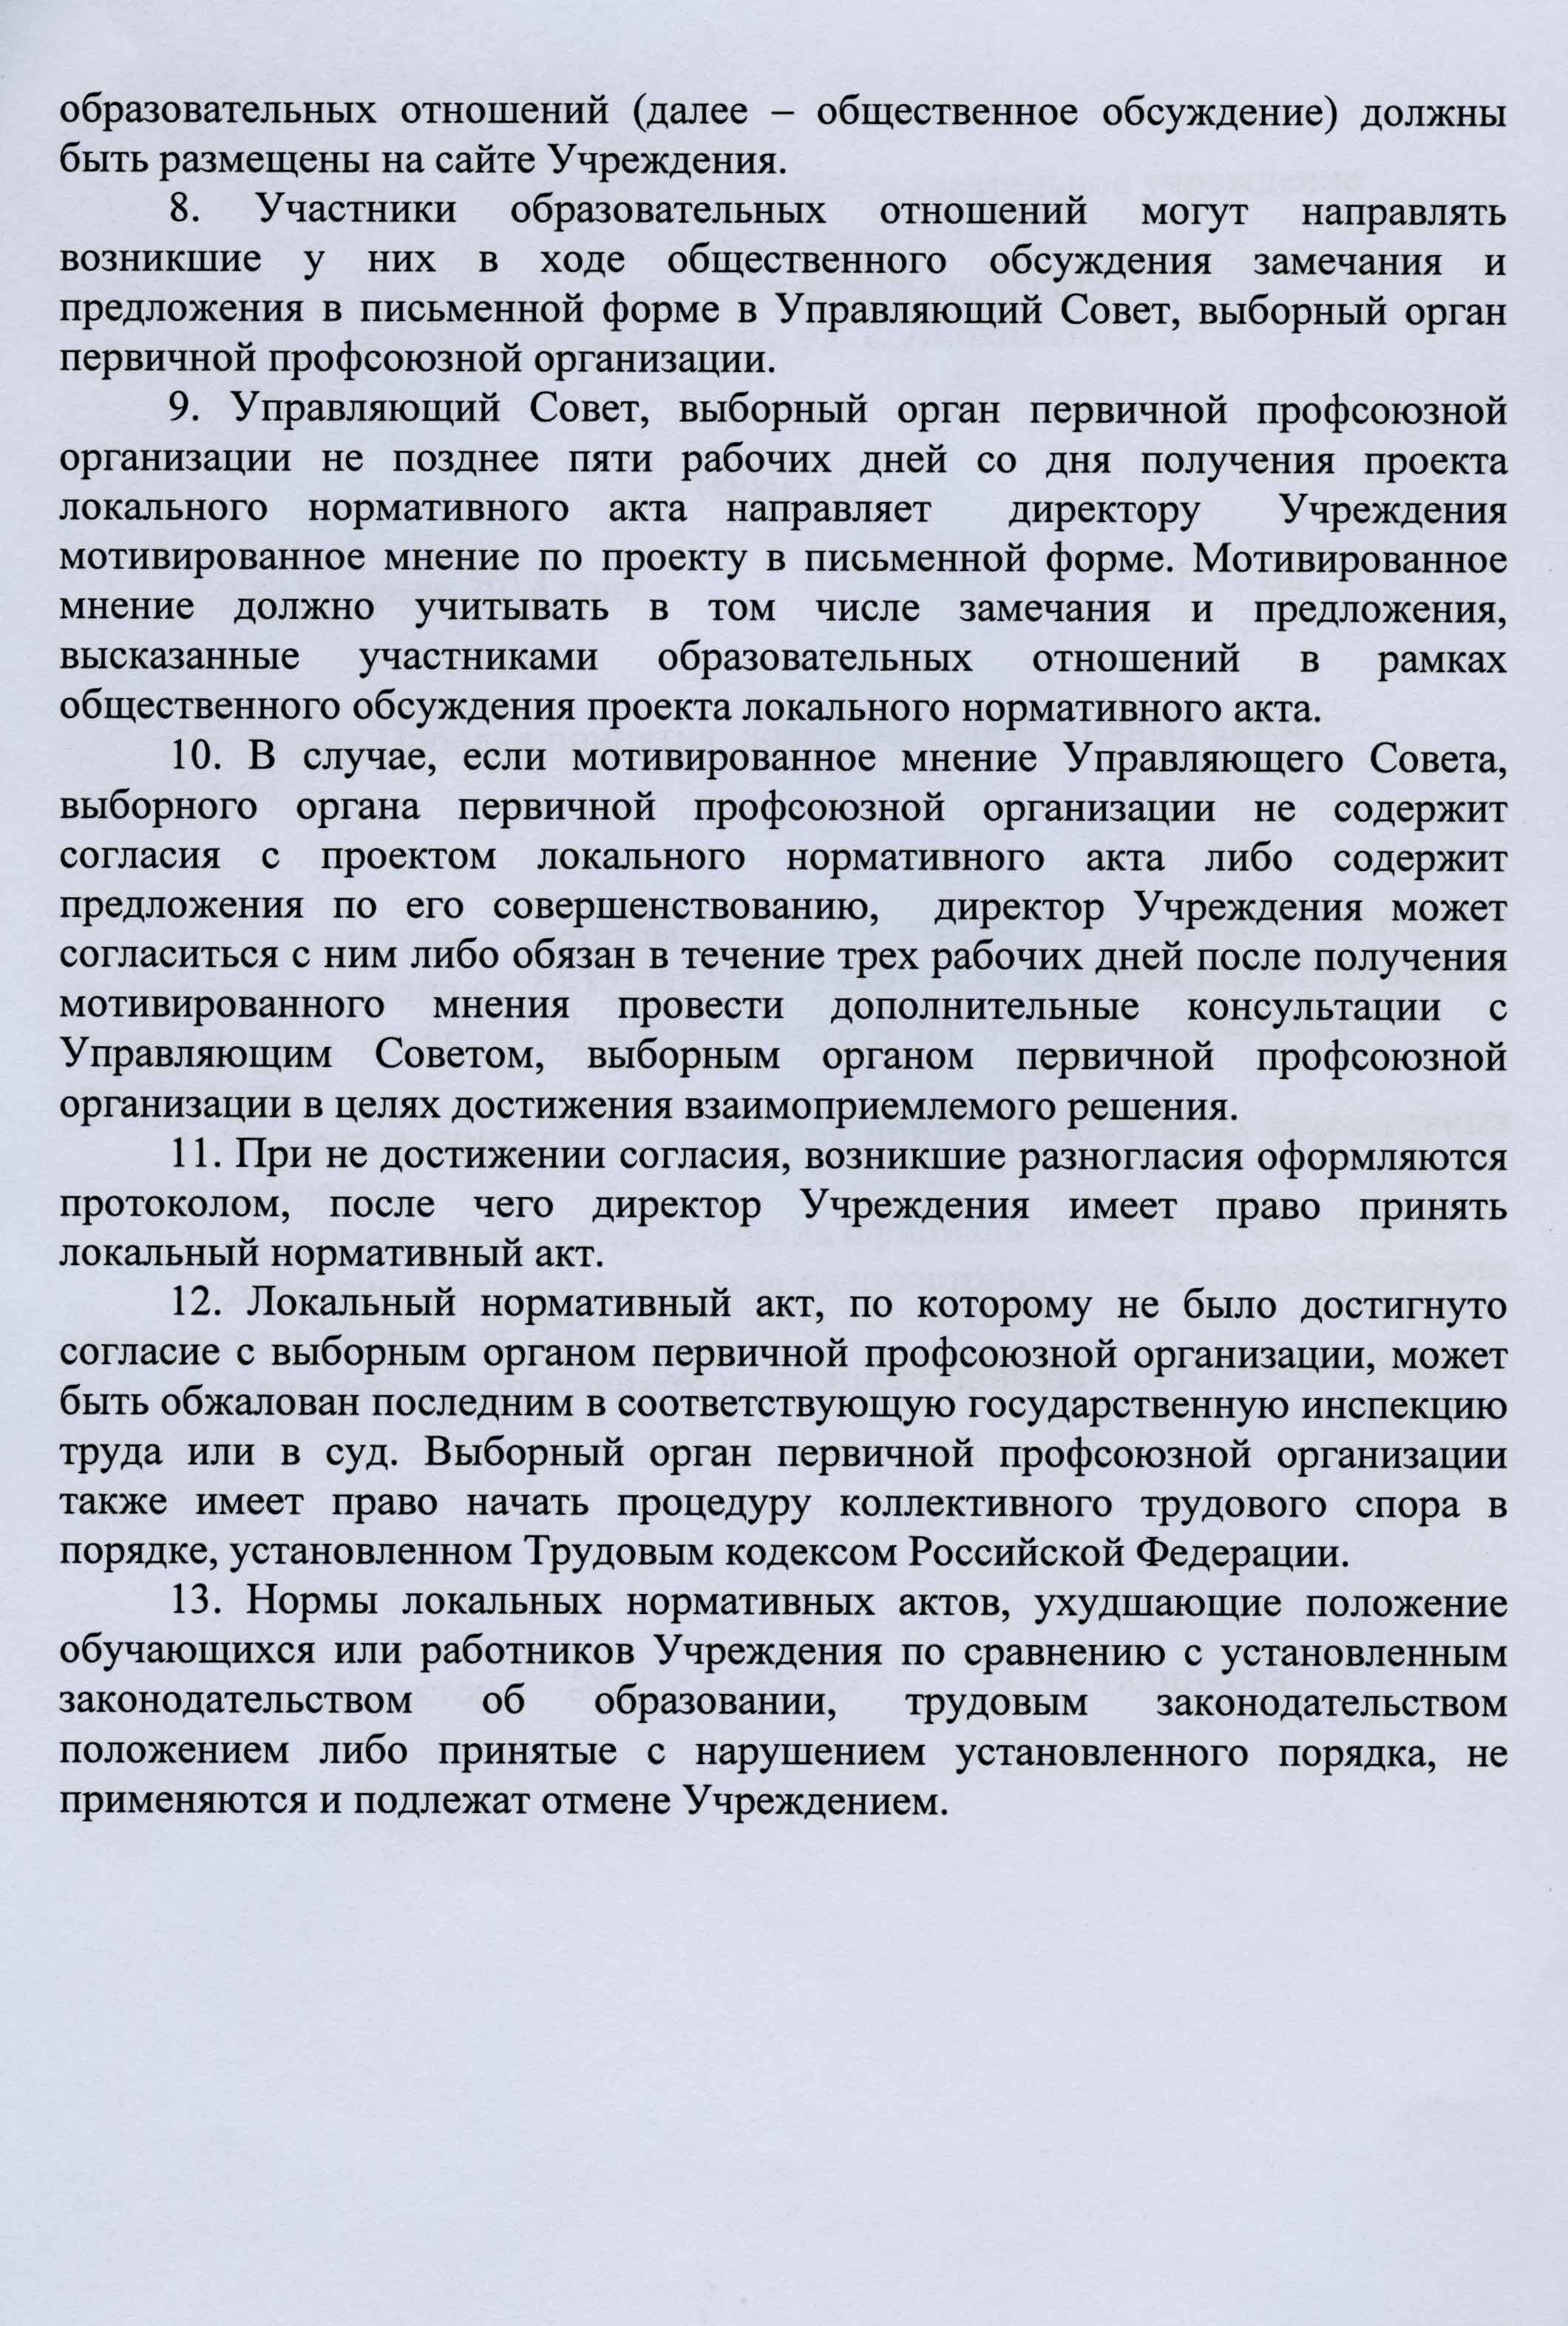 образовательных отношений (далее – общественное обсуждение) должны
быть размещены на сайте Учреждения.
8. Участники образовательных отношений могут направлять
возникшие у них в ходе общественного обсуждения замечания и
предложения в письменной форме в Управляющий Совет, выборный орган
первичной профсоюзной организации.
9. Управляющий Совет, выборный орган первичной профсоюзной
организации не позднее пяти рабочих дней со дня получения проекта
локального нормативного акта направляет директору Учреждения
мотивированное мнение по проекту в письменной форме. Мотивированное
мнение должно учитывать в том числе замечания и предложения,
высказанные участниками образовательных отношений в рамках
общественного обсуждения проекта локального нормативного акта.
10. В случае, если мотивированное мнение Управляющего Совета,
выборного органа первичной профсоюзной организации не содержит
согласия с проектом локального нормативного акта либо содержит
предложения по его совершенствованию, директор Учреждения может
согласиться с ним либо обязан в течение трех рабочих дней после получения
мотивированного мнения провести дополнительные консультации с
Управляющим Советом, выборным органом первичной профсоюзной
организации в целях достижения взаимоприемлемого решения.
11. При не достижении согласия, возникшие разногласия оформляются
протоколом, после чего директор Учреждения имеет право принять
локальный нормативный акт.
12. Локальный нормативный акт, по которому не было достигнуто
согласие с выборным органом первичной профсоюзной организации, может
быть обжалован последним в соответствующую государственную инспекцию
труда или в суд. Выборный орган первичной профсоюзной организации
также имеет право начать процедуру коллективного трудового спора в
порядке, установленном Трудовым кодексом Российской Федерации.
13. Нормы локальных нормативных актов, ухудшающие положение
обучающихся или работников Учреждения по сравнению с установленным
законодательством об образовании, трудовым законодательством
положением либо принятые с нарушением установленного порядка, не
применяются и подлежат отмене Учреждением.